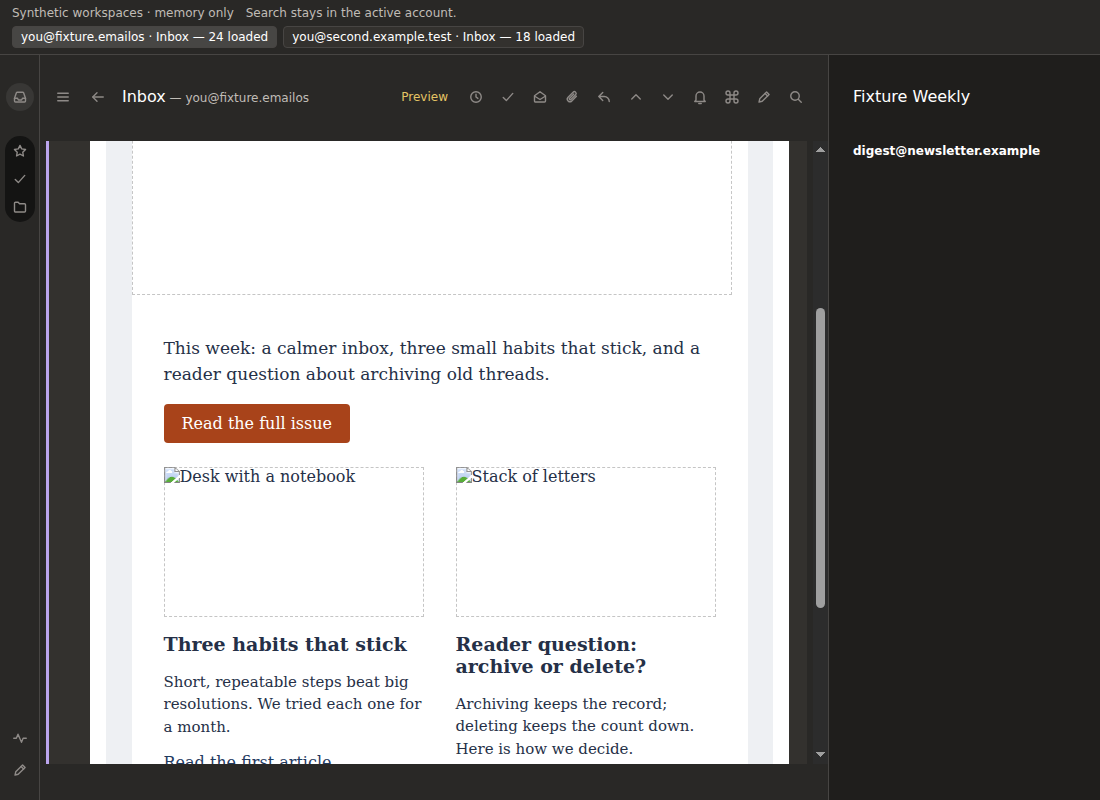 Synthetic workspaces · memory only Search stays in the active account.
you@fixture.emailos · Inbox — 24 loaded
you@second.example.test · Inbox — 18 loaded
Inbox — you@fixture.emailos
Preview
Fixture Weekly
digest@newsletter.example
This week: a calmer inbox, three small habits that stick, and a
reader question about archiving old threads.
Read the full issue
Desk with a notebook
Three habits that stick
Short, repeatable steps beat big
resolutions. We tried each one for
a month.
Read the first article
Stack of letters
Reader question:
archive or delete?
Archiving keeps the record;
deleting keeps the count down.
Here is how we decide.